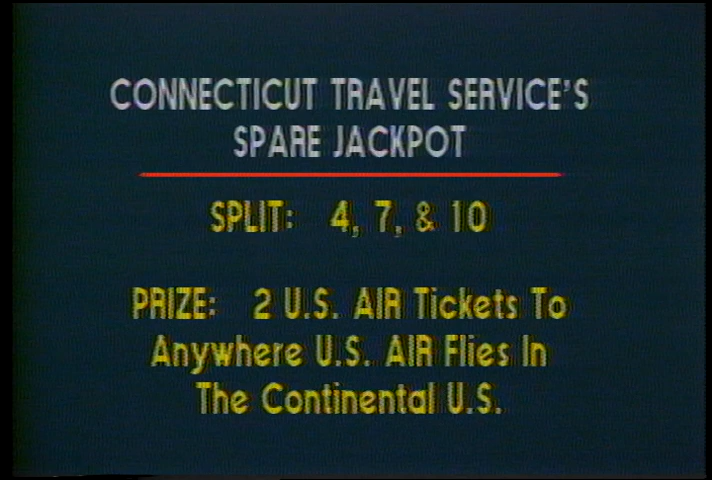 CONNECTICUT TRAVEL SERVICE'S
SPARE JACKPOT
SPLIT: 4, 7, & 10
PRIZE: 2 U.S. AIR Tickets To
Anywhere U.S. AIR Flies In
The Continental U.S.